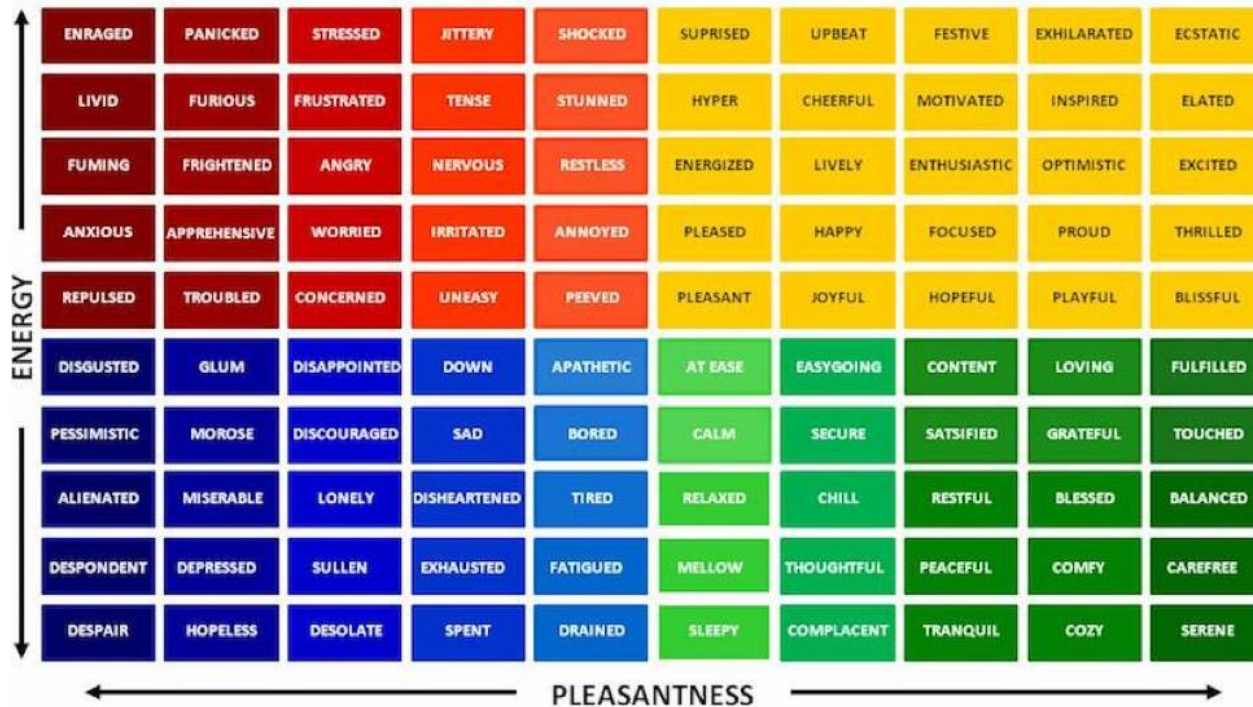 ENRAGED PANICKED STRESSED JITTERY SHOCKED SUPRISED UPBEAT FESTIVE EXHILARATED ECSTATIC
LIVID FURIOUS FRUSTRATED TENSE STUNNED HYPER CHEERFUL MOTIVATED INSPIRED ELATED
FUMING FRIGHTENED ANGRY NERVOUS RESTLESS ENERGIZED LIVELY ENTHUSIASTIC OPTIMISTIC EXCITED
ANXIOUS APPREHENSIVE WORRIED IRRITATED ANNOYED PLEASED HAPPY FOCUSED PROUD THRILLED
REPULSED TROUBLED CONCERNED UNEASY PEEVED PLEASANT JOYFUL HOPEFUL PLAYFUL BLISSFUL
ENERGY
DISGUSTED GLUM DISAPPOINTED DOWN APATHETIC AT EASE EASYGOING CONTENT LOVING FULFILLED
PESSIMISTIC MOROSE DISCOURAGED SAD BORED CALM SECURE SATSIFIED GRATEFUL TOUCHED
ALIENATED MISERABLE LONELY DISHEARTENED TIRED RELAXED CHILL RESTFUL BLESSED BALANCED
DESPONDENT DEPRESSED SULLEN EXHAUSTED FATIGUED MELLOW THOUGHTFUL PEACEFUL COMFY CAREFREE
DESPAIR HOPELESS DESOLATE SPENT DRAINED SLEEPY COMPLACENT TRANQUIL COZY SERENE
PLEASANTNESS